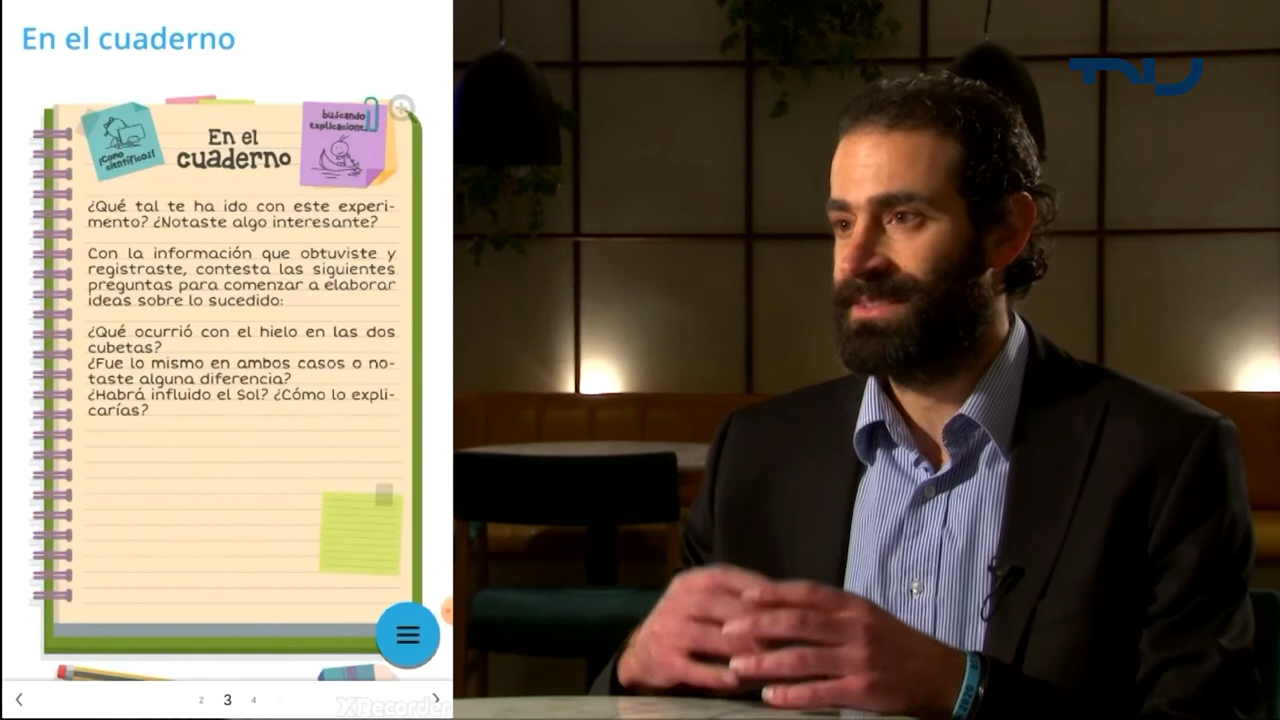 En el cuaderno
¡Como
científicos!
En el
cuaderno
buscando
explicaciones
¿Qué tal te ha ido con este experi-
mento? ¿Notaste algo interesante?
Con la información que obtuviste y
registraste, contesta las siguientes
preguntas para comenzar a elaborar
ideas sobre lo sucedido:
¿Qué ocurrió con el hielo en las dos
cubetas?
¿Fue lo mismo en ambos casos o no-
taste alguna diferencia?
¿Habrá influido el Sol? ¿Cómo lo expli-
carías?
2 3 4
XRecorder
2020